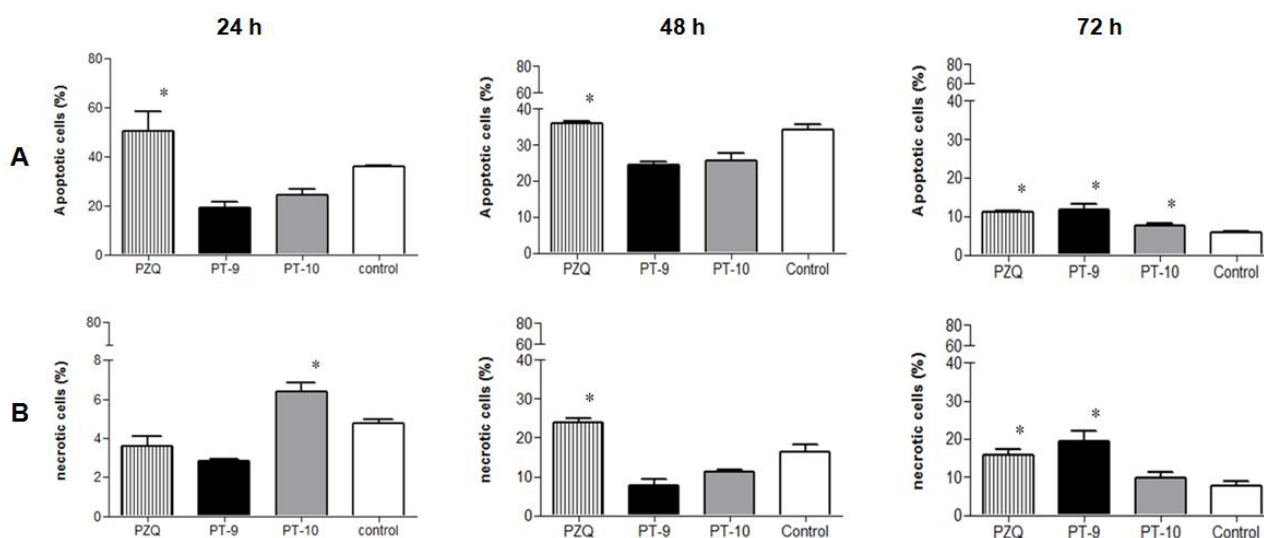 24 h 48 h 72 h
A
Apoptotic cells (%)
80
60
40
20
0
*
PZQ PT-9 PT-10 control
Apoptotic cells (%)
80
60
40
30
20
10
0
*
PZQ PT-9 PT-10 Control
Apoptotic cells (%)
80
60
40
30
20
10
0
* * *
PZQ PT-9 PT-10 Control
B
necrotic cells (%)
80
8
6
4
2
0
*
PZQ PT-9 PT-10 control
necrotic cells (%)
80
60
40
30
20
10
0
*
PZQ PT-9 PT-10 Control
necrotic cells (%)
80
60
40
30
20
10
0
* *
PZQ PT-9 PT-10 Control